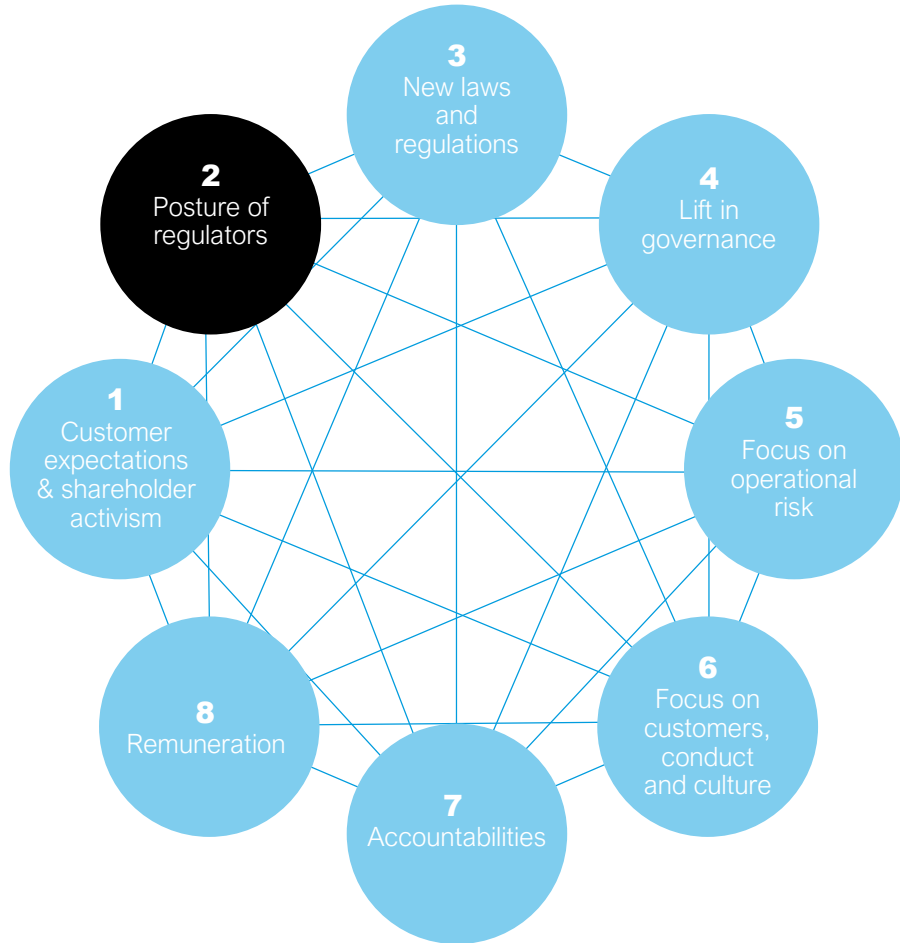 3
New laws
and
regulations
2
Posture of
regulators
4
Lift in
governance
1
Customer
expectations
& shareholder
activism
5
Focus on
operational
risk
8
Remuneration
6
Focus on
customers,
conduct
and culture
7
Accountabilities